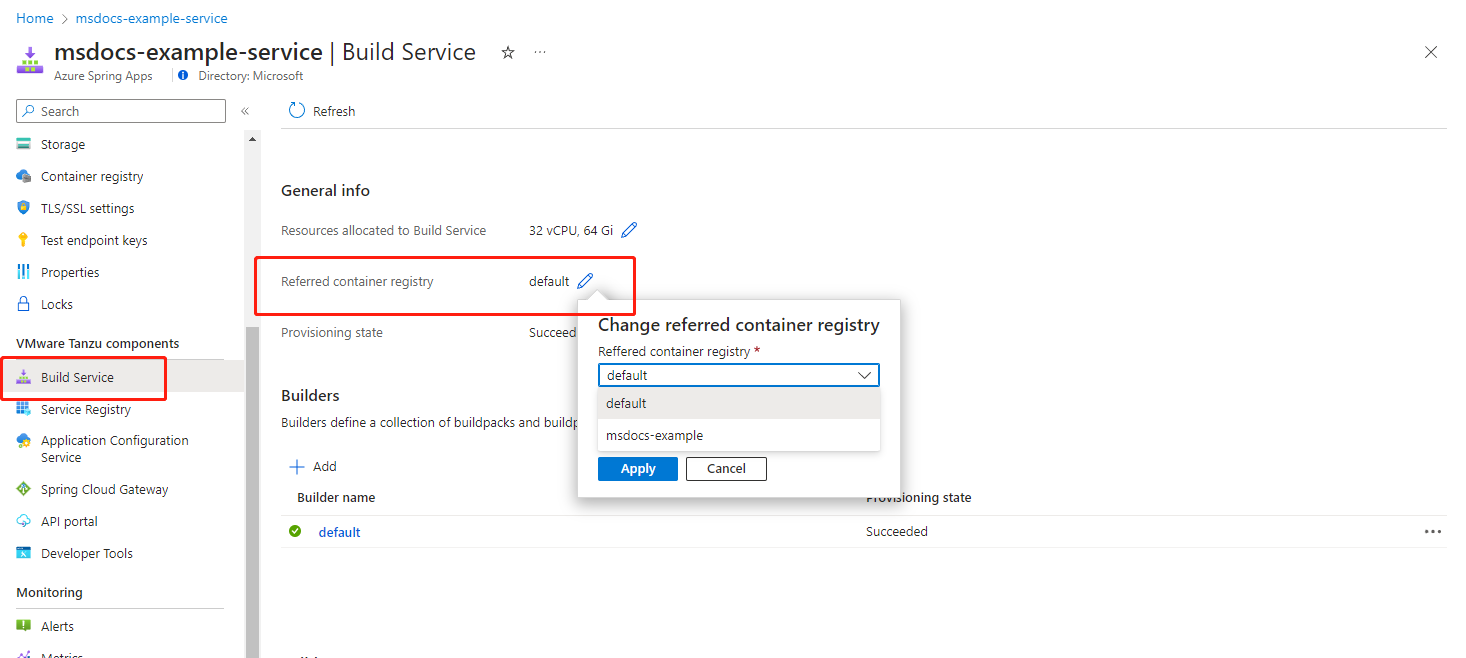 Home > msdocs-example-service
msdocs-example-service | Build Service
Azure Spring Apps
Directory: Microsoft
Search
«
Refresh
Storage
Container registry
TLS/SSL settings
Test endpoint keys
Properties
Locks
VMware Tanzu components
Build Service
Service Registry
Application Configuration
Service
Spring Cloud Gateway
API portal
Developer Tools
Monitoring
Alerts
Metrics
General info
Resources allocated to Build Service 32 vCPU, 64 Gi
Referred container registry default
Provisioning state Succeed
Change referred container registry
Reffered container registry *
default
default
msdocs-example
Apply Cancel
Builders
Builders define a collection of buildpacks and buildp
Add
Builder name Provisioning state
default Succeeded